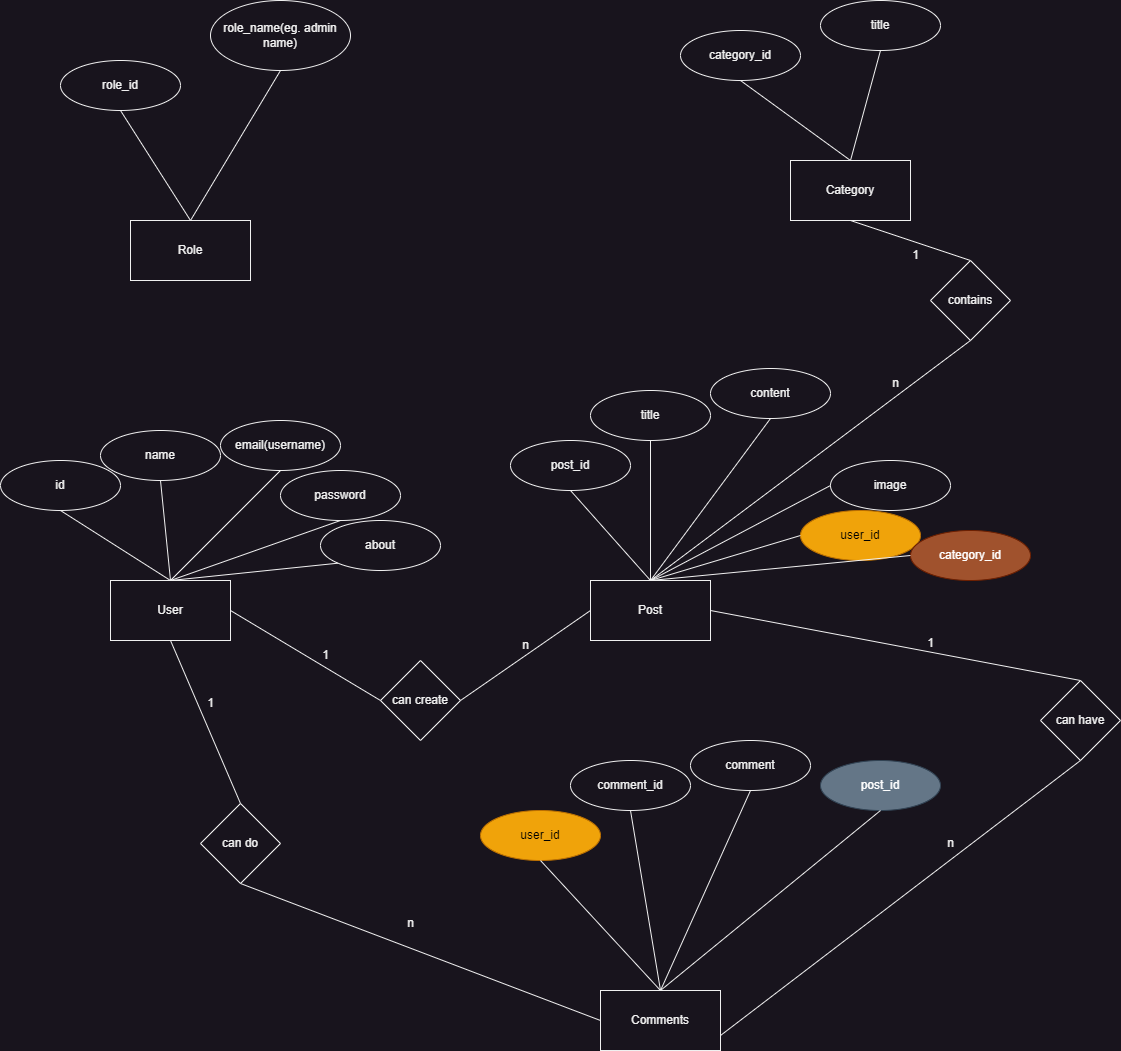 role_name(eg. admin
name)
title
category_id
role_id
Category
Role
1
contains
n
content
title
email(username)
name
post_id
id
image
password
user_id
about
category_id
User
Post
1
n
1
can create
1
can have
comment
comment_id
post_id
user_id
can do
n
n
Comments